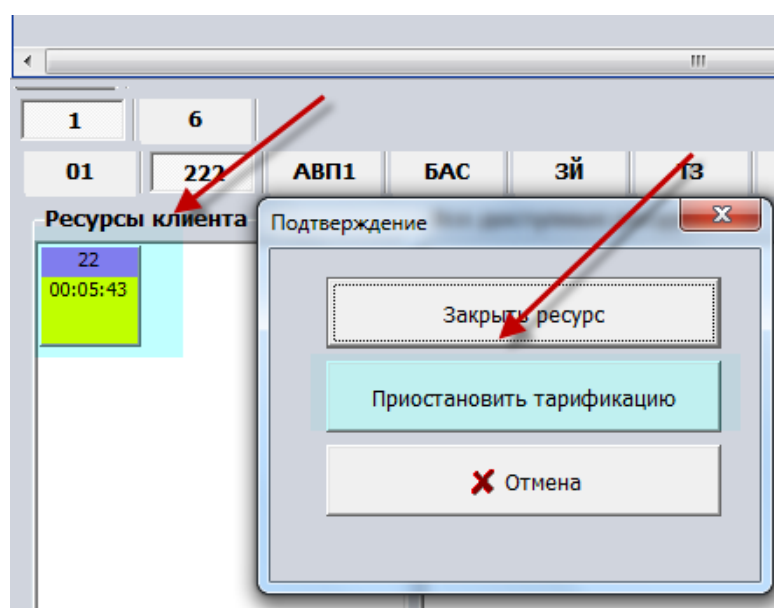 1 6
01 222 АВП1 БАС ЗЙ ТЗ
Ресурсы клиента
Подтверждение
22
00:05:43
Закрыть ресурс
Приостановить тарификацию
Отмена